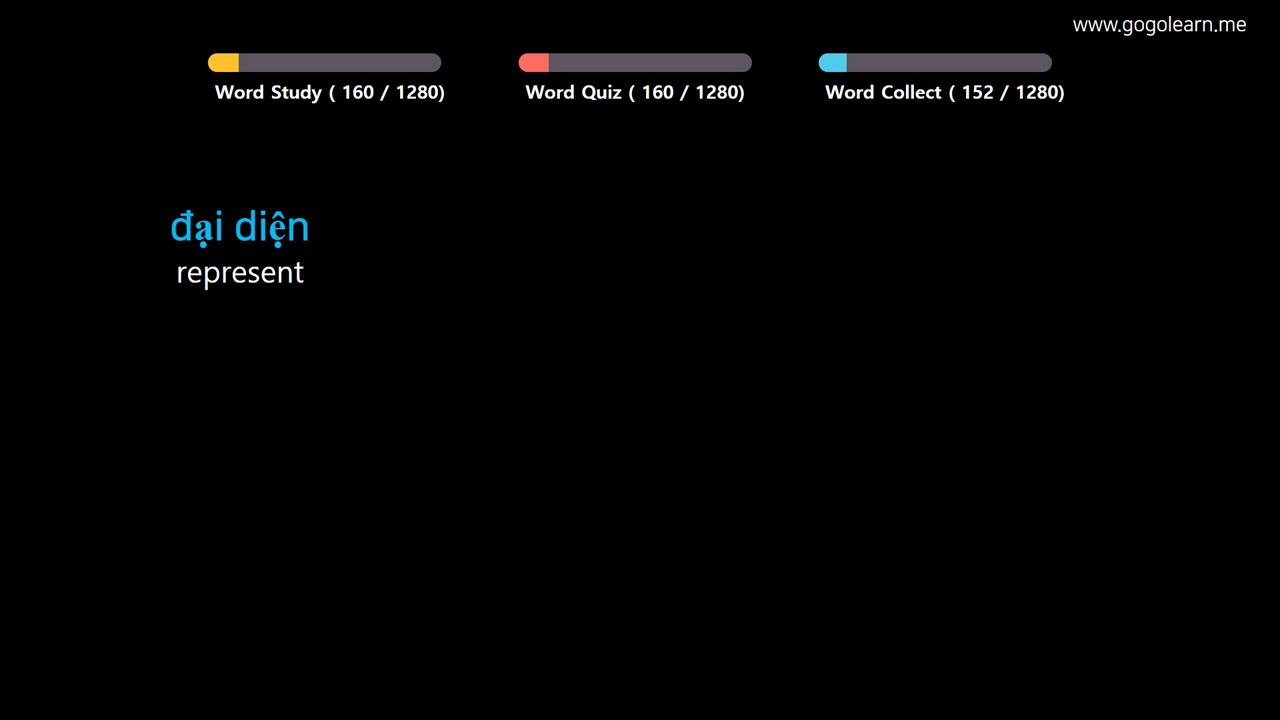 www.gogolearn.me
Word Study ( 160 / 1280)
Word Quiz ( 160 / 1280)
Word Collect ( 152 / 1280)
đại diện
represent